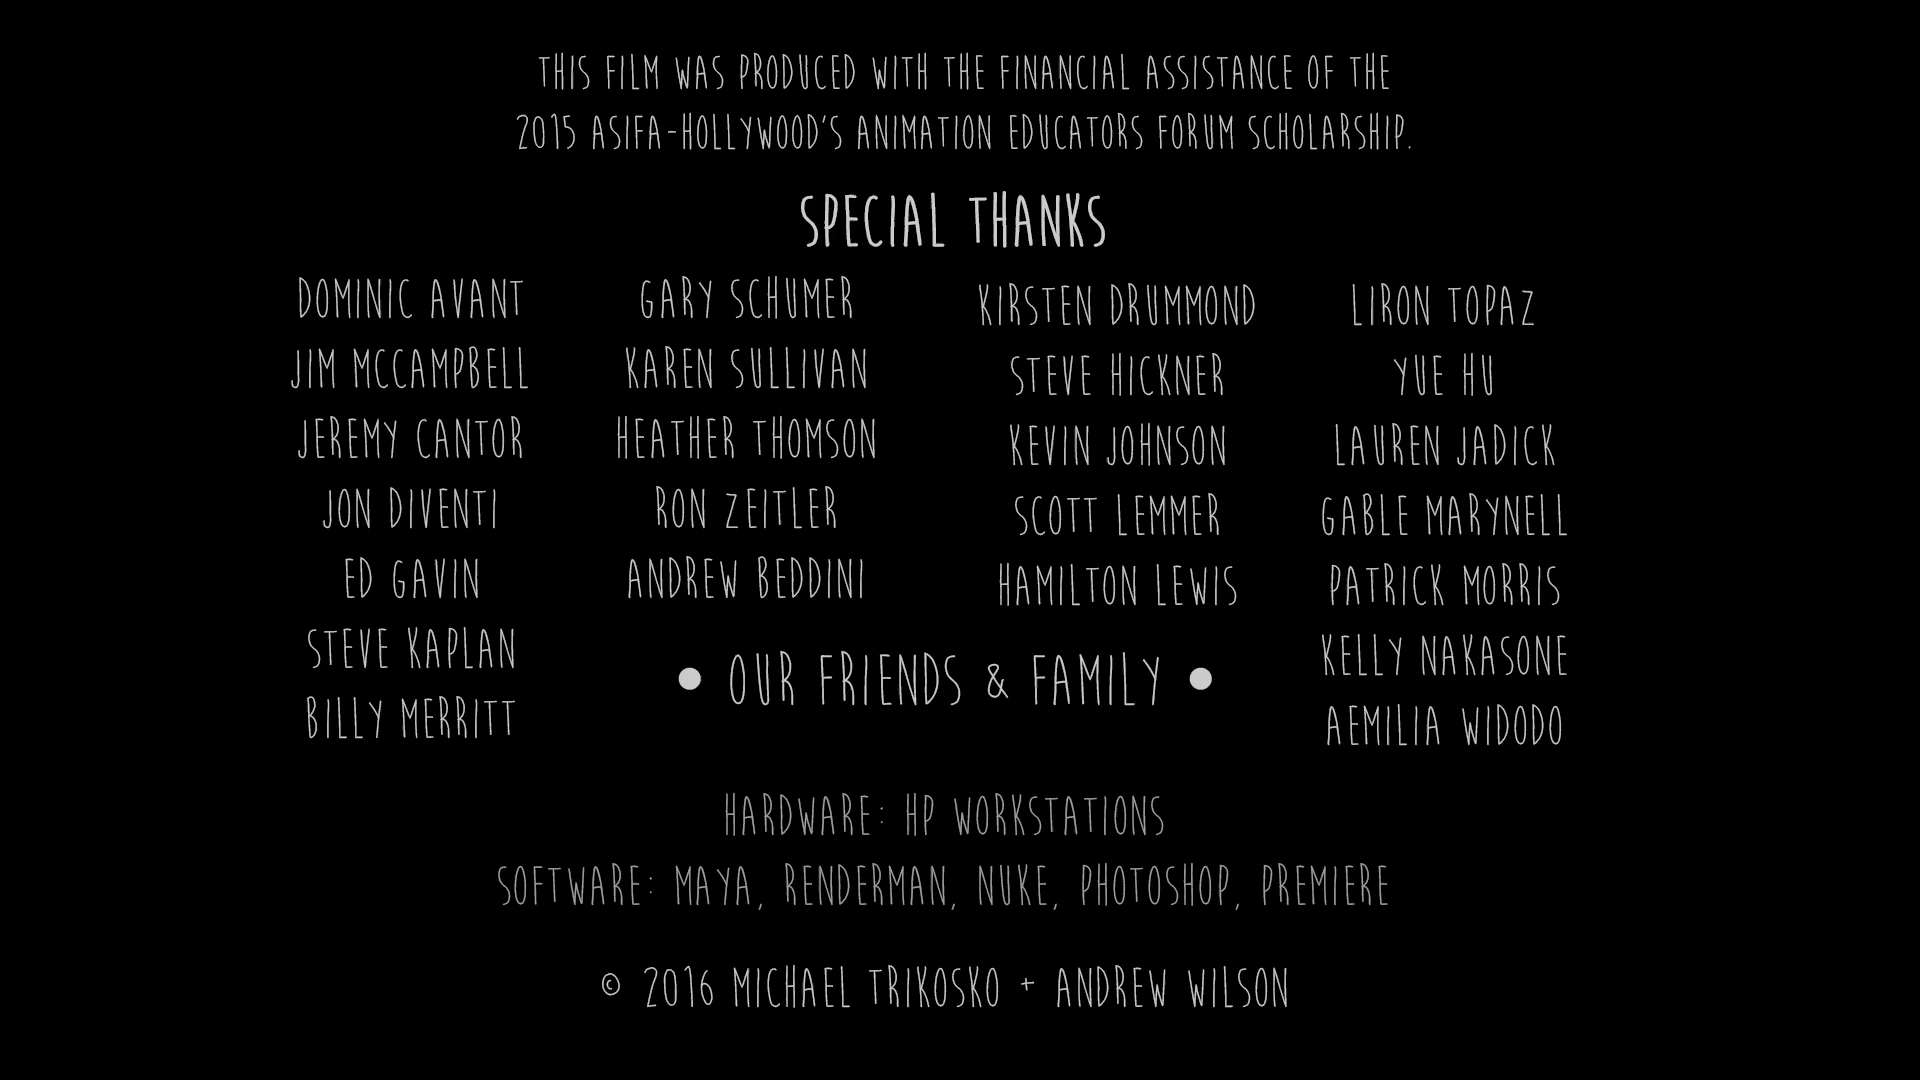 THIS FILM WAS PRODUCED WITH THE FINANCIAL ASSISTANCE OF THE
2015 ASIFA-HOLLYWOOD'S ANIMATION EDUCATORS FORUM SCHOLARSHIP.
SPECIAL THANKS
DOMINIC AVANT
JIM MCCAMPBELL
JEREMY CANTOR
JON DIVENTI
ED GAVIN
STEVE KAPLAN
BILLY MERRITT
GARY SCHUMER
KAREN SULLIVAN
HEATHER THOMSON
RON ZEITLER
ANDREW BEDDINI
KIRSTEN DRUMMOND
STEVE HICKNER
KEVIN JOHNSON
SCOTT LEMMER
HAMILTON LEWIS
LIRON TOPAZ
YUE HU
LAUREN JADICK
GABLE MARYNELL
PATRICK MORRIS
KELLY NAKASONE
AEMILIA WIDODO
• OUR FRIENDS & FAMILY •
HARDWARE: HP WORKSTATIONS
SOFTWARE: MAYA, RENDERMAN, NUKE, PHOTOSHOP, PREMIERE
© 2016 MICHAEL TRIKOSKO + ANDREW WILSON